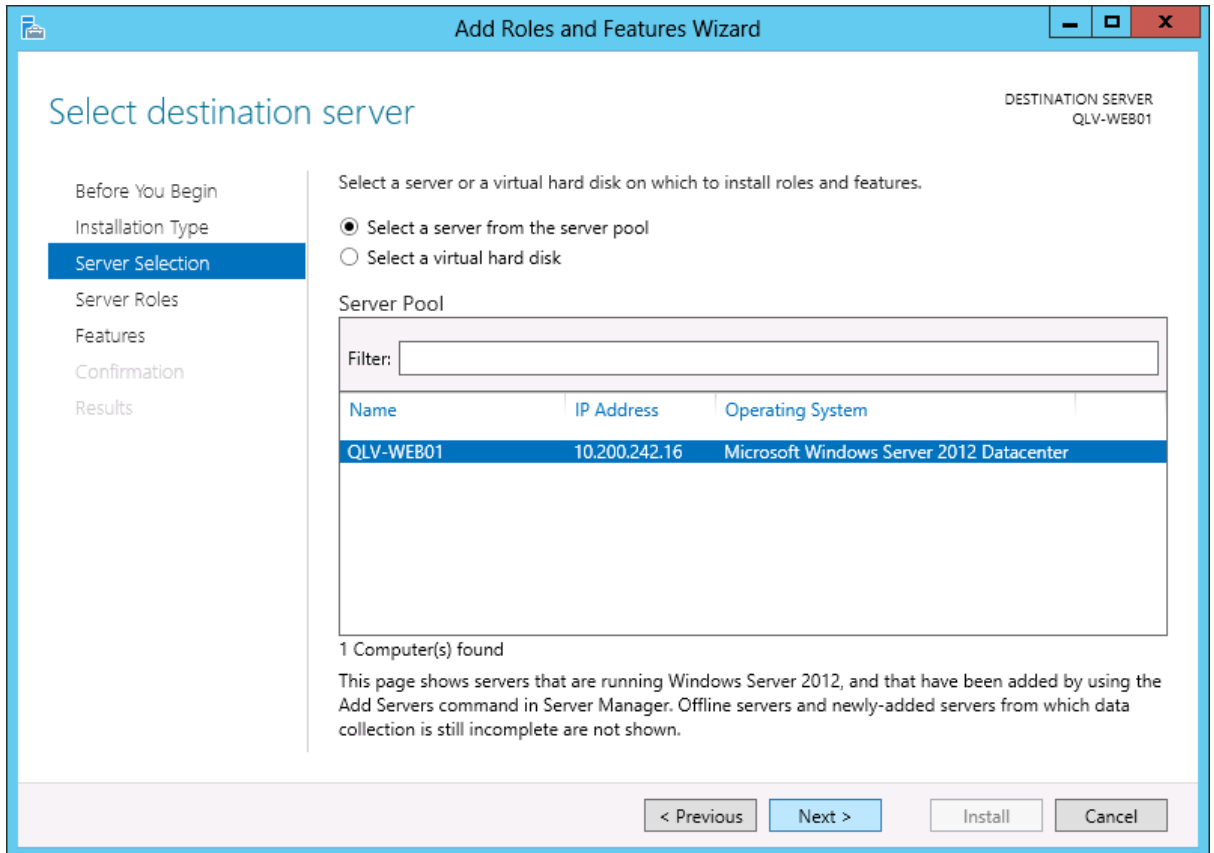 Add Roles and Features Wizard
Select destination server
DESTINATION SERVER
QLV-WEB01
Before You Begin
Installation Type
Server Selection
Server Roles
Features
Confirmation
Results
Select a server or a virtual hard disk on which to install roles and features.
Select a server from the server pool
Select a virtual hard disk
Server Pool
Filter:
Name IP Address Operating System
QLV-WEB01 10.200.242.16 Microsoft Windows Server 2012 Datacenter
1 Computer(s) found
This page shows servers that are running Windows Server 2012, and that have been added by using the
Add Servers command in Server Manager. Offline servers and newly-added servers from which data
collection is still incomplete are not shown.
< Previous Next > Install Cancel